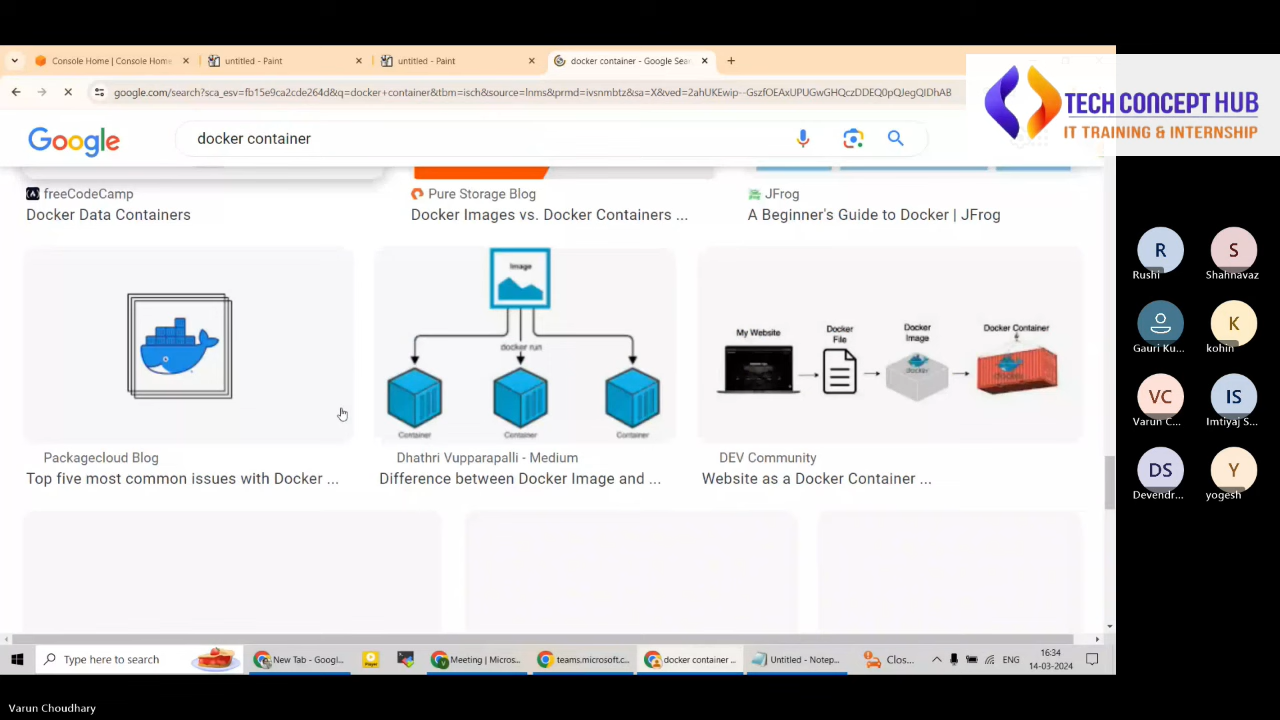 Console Home | Console Home
untitled - Paint
untitled - Paint
docker container - Google Sear
google.com/search?sca_esv=fb15e9ca2cde264d&q=docker+container&tbm=isch&source=lnms&prmd=ivsnmbtz&sa=X&ved=2ahUKEwip--GszfOEAxUPUGwGHQczDDEQ0pQJegQIDhAB
TECH CONCEPT HUB
IT TRAINING & INTERNSHIP
Google
docker container
freeCodeCamp
Docker Data Containers
Pure Storage Blog
Docker Images vs. Docker Containers ...
JFrog
A Beginner's Guide to Docker | JFrog
Image
docker run
Container
Container
Container
My Website
Docker File
Docker Image
Docker Container
docker
Packagecloud Blog
Top five most common issues with Docker ...
Dhathri Vupparapalli - Medium
Difference between Docker Image and ...
DEV Community
Website as a Docker Container ...
R
Rushi
S
Shahnavaz
Gauri Ku...
K
kohin
VC
Varun C...
IS
Imtiyaj S...
DS
Devendr...
Y
yogesh
Type here to search
New Tab - Googl...
Meeting | Micros...
teams.microsoft.c...
docker container ...
Untitled - Notep...
Clos...
ENG
16:34
14-03-2024
Varun Choudhary